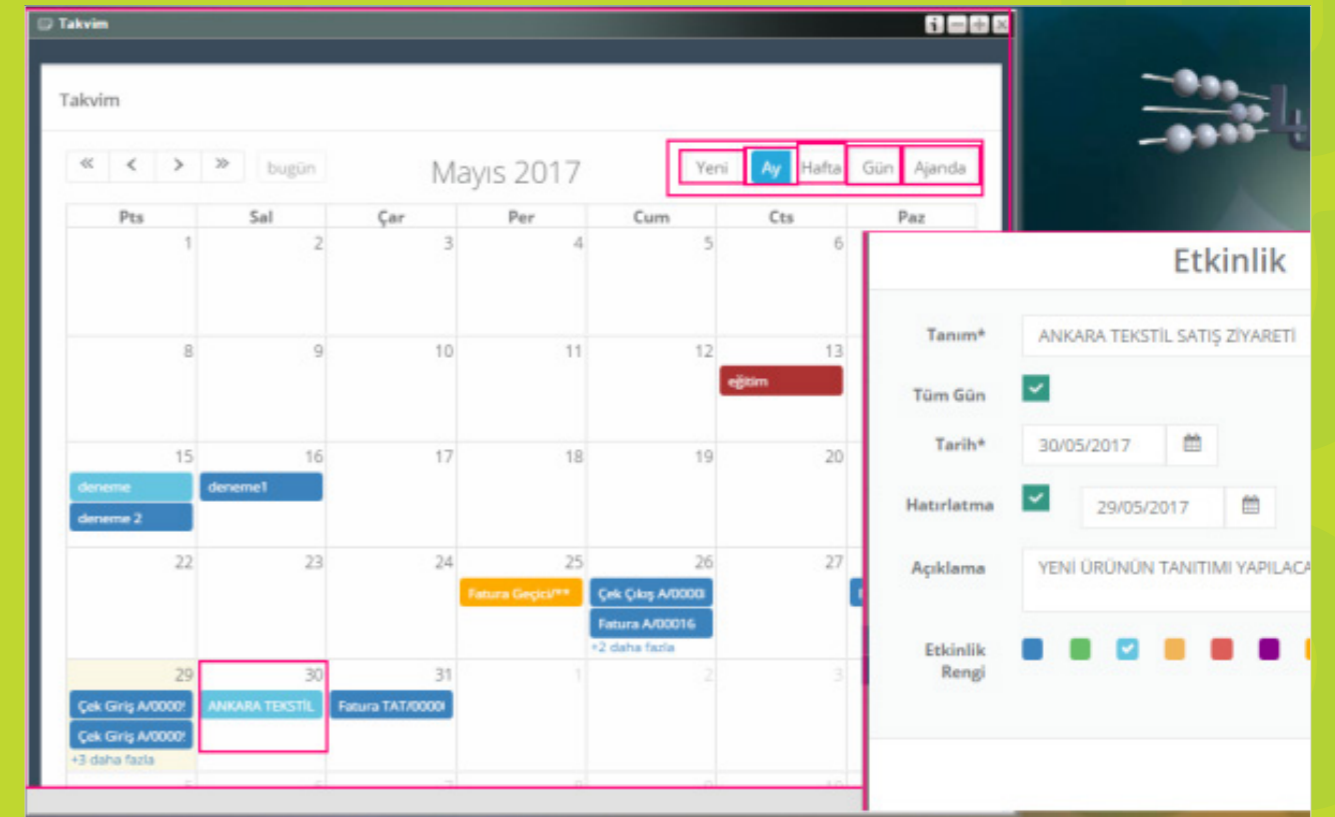 Takvim
Takvim
bugün
Mayıs 2017
Yeni Ay Hafta Gün Ajanda
Pts Sal Çar Per Cum Cts Paz
1 2 3 4 5 6
8 9 10 11 12 13
eğitim
15 16 17 18 19 20
deneme deneme1
deneme 2
22 23 24 25 26 27
Fatura Geçici/** Çek Çıkış A/0000
Fatura A/00016
+2 daha fazla
29 30 31 1 2 3
Çek Giriş A/0000 ANKARA TEKSTİL Fatura TAT/0000
Çek Giriş A/0000
+3 daha fazla
Etkinlik
Tanım* ANKARA TEKSTİL SATIŞ ZİYARETİ
Tüm Gün
Tarih* 30/05/2017
Hatırlatma 29/05/2017
Açıklama YENİ ÜRÜNÜN TANITIMI YAPILACA
Etkinlik
Rengi